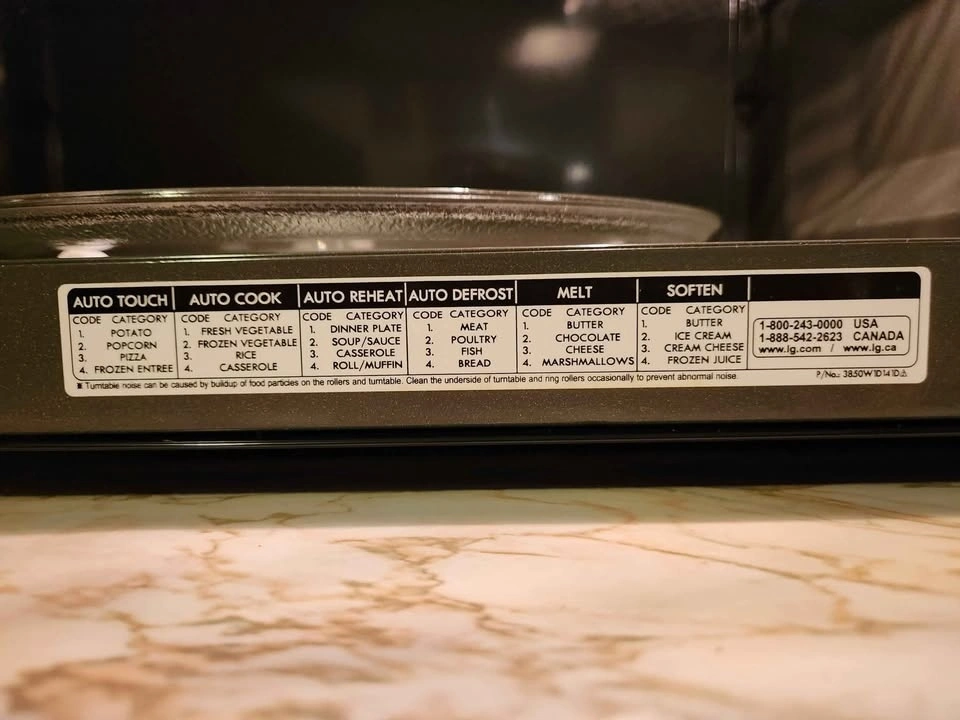 AUTO TOUCH AUTO COOK AUTO REHEAT AUTO DEFROST MELT SOFTEN
CODE CATEGORY CODE CATEGORY CODE CATEGORY CODE CATEGORY CODE CATEGORY CODE CATEGORY
1. POTATO 1. FRESH VEGETABLE 1. DINNER PLATE 1. MEAT 1. BUTTER 1. BUTTER 1-800-243-0000 USA
2. POPCORN 2. FROZEN VEGETABLE 2. SOUP/SAUCE 2. POULTRY 2. CHOCOLATE 2. ICE CREAM 1-888-542-2623 CANADA
3. PIZZA 3. RICE 3. CASSEROLE 3. FISH 3. CHEESE 3. CREAM CHEESE www.lg.com / www.lg.ca
4. FROZEN ENTREE 4. CASSEROLE 4. ROLL/MUFFIN 4. BREAD 4. MARSHMALLOWS 4. FROZEN JUICE
※ Turntable noise can be caused by buildup of food particles on the rollers and turntable. Clean the underside of turntable and ring rollers occasionally to prevent abnormal noise.
P/No.: 3850W1D141D